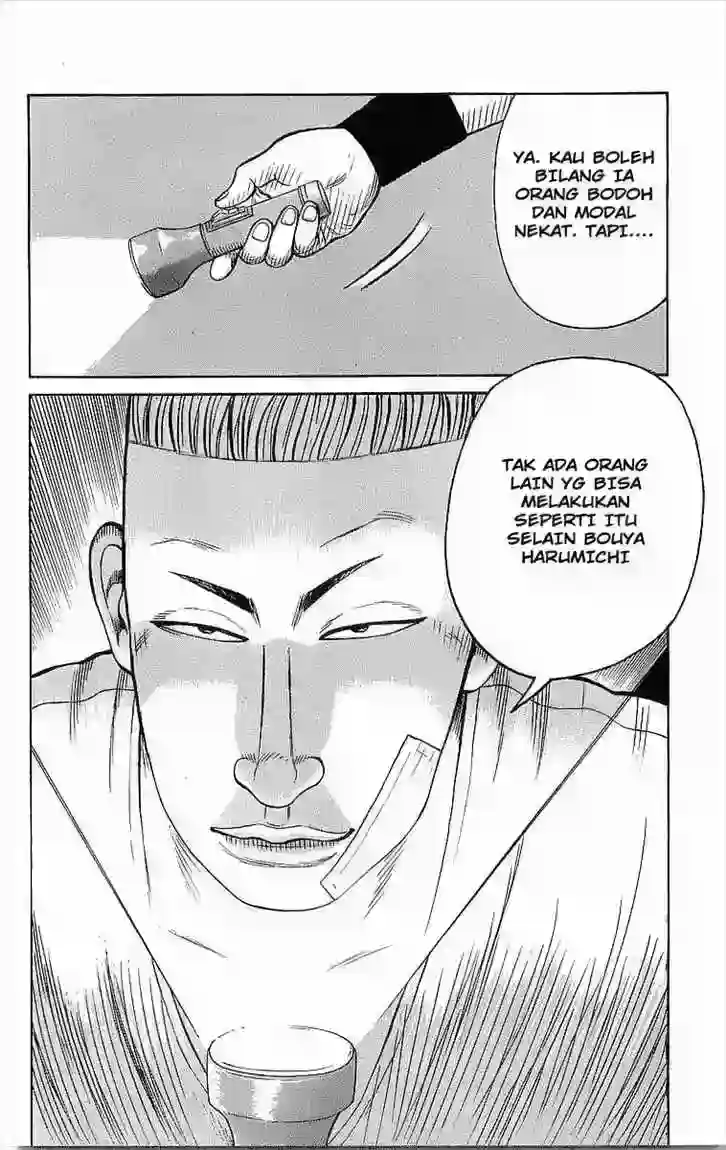 YA. KAU BOLEH
BILANG IA
ORANG BODOH
DAN MODAL
NEKAT. TAPI....
TAK ADA ORANG
LAIN YG BISA
MELAKUKAN
SEPERTI ITU
SELAIN BOUYA
HARUMICHI